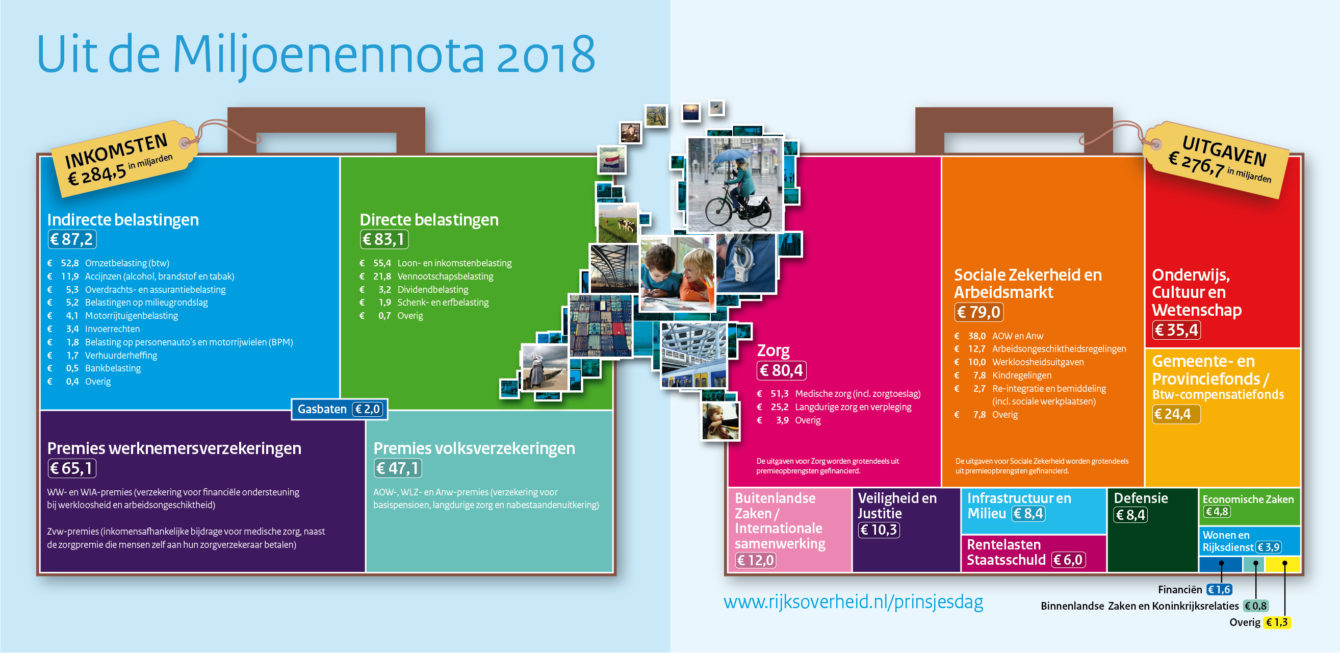 Uit de Miljoenennota 2018
INKOMSTEN
€ 284,5 in miljarden
Indirecte belastingen
€ 87,2
€ 52,8 Omzetbelasting (btw)
€ 11,9 Accijnzen (alcohol, brandstof en tabak)
€ 5,3 Overdrachts- en assurantiebelasting
€ 5,2 Belastingen op milieugrondslag
€ 4,1 Motorrijtuigenbelasting
€ 3,4 Invoerrechten
€ 1,8 Belasting op personenauto's en motorrijwielen (BPM)
€ 1,7 Verhuurderheffing
€ 0,5 Bankbelasting
€ 0,4 Overig
Directe belastingen
€ 83,1
€ 55,4 Loon- en inkomstenbelasting
€ 21,8 Vennootschapsbelasting
€ 3,2 Dividendbelasting
€ 1,9 Schenk- en erfbelasting
€ 0,7 Overig
Gasbaten € 2,0
Premies werknemersverzekeringen
€ 65,1
WW- en WIA-premies (verzekering voor financiële ondersteuning
bij werkloosheid en arbeidsongeschiktheid)
Zvw-premies (inkomensafhankelijke bijdrage voor medische zorg, naast
de zorgpremie die mensen zelf aan hun zorgverzekeraar betalen)
Premies volksverzekeringen
€ 47,1
AOW-, WLZ- en Anw-premies (verzekering voor
basispensioen, langdurige zorg en nabestaandenuitkering)
UITGAVEN
€ 276,7 in miljarden
Zorg
€ 80,4
€ 51,3 Medische zorg (incl. zorgtoeslag)
€ 25,2 Langdurige zorg en verpleging
€ 3,9 Overig
De uitgaven voor Zorg worden grotendeels uit
premieopbrengsten gefinancierd.
Sociale Zekerheid en
Arbeidsmarkt
€ 79,0
€ 38,0 AOW en Anw
€ 12,7 Arbeidsongeschiktheidsregelingen
€ 10,0 Werkloosheidsuitgaven
€ 7,8 Kindregelingen
€ 2,7 Re-integratie en bemiddeling
(incl. sociale werkplaatsen)
€ 7,8 Overig
De uitgaven voor Sociale Zekerheid worden grotendeels
uit premieopbrengsten gefinancierd.
Onderwijs,
Cultuur en
Wetenschap
€ 35,4
Gemeente- en
Provinciefonds /
Btw-compensatiefonds
€ 24,4
Buitenlandse
Zaken /
Internationale
samenwerking
€ 12,0
Veiligheid en
Justitie
€ 10,3
Infrastructuur en
Milieu € 8,4
Rentelasten
Staatsschuld € 6,0
Defensie
€ 8,4
Economische Zaken
€ 4,8
Wonen en
Rijksdienst € 3,9
Financiën € 1,6
Binnenlandse Zaken en Koninkrijksrelaties € 0,8
Overig € 1,3
www.rijksoverheid.nl/prinsjesdag